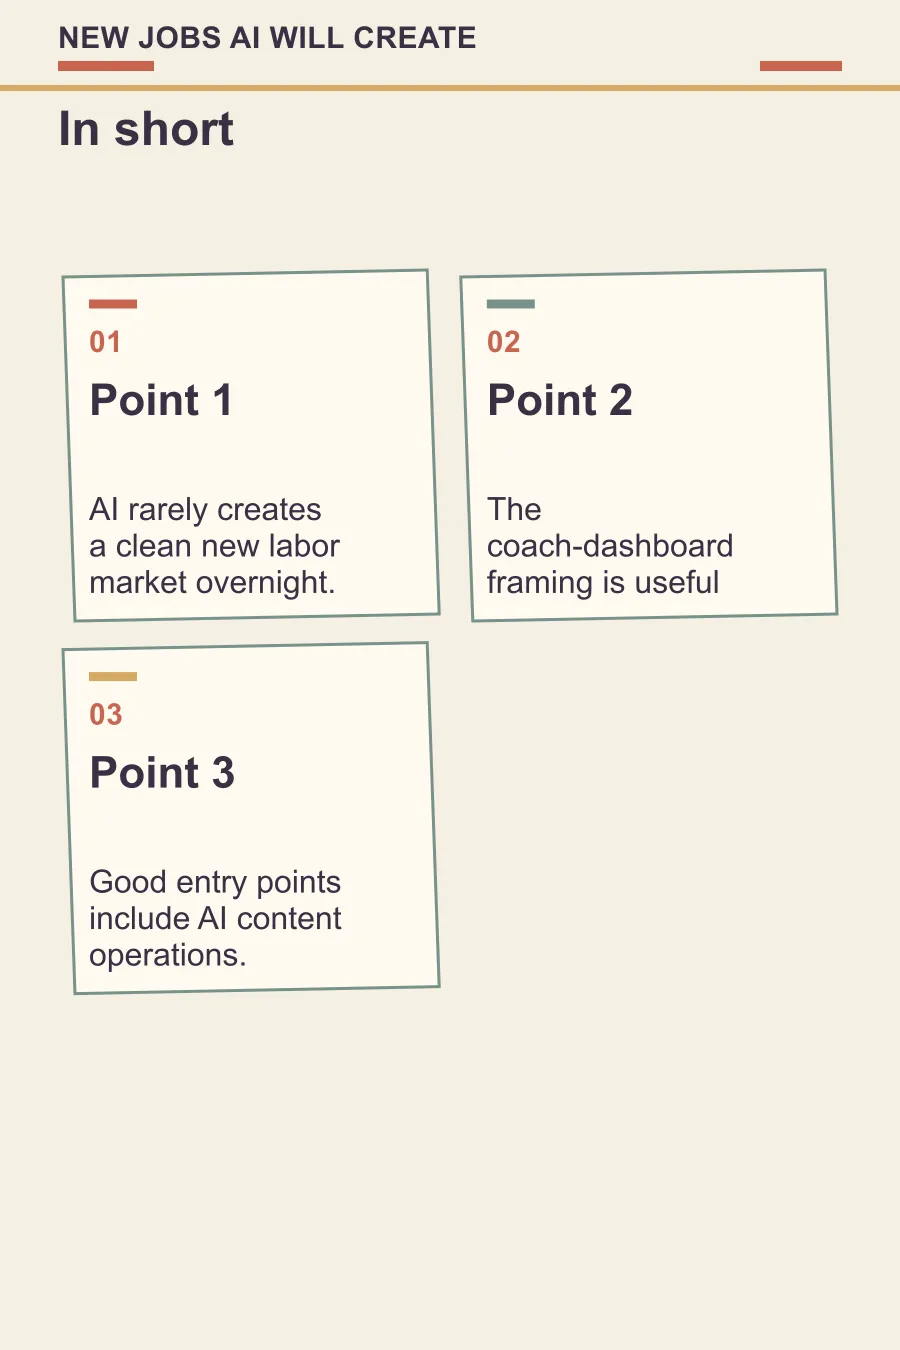 NEW JOBS AI WILL CREATE
In short
01
Point 1
AI rarely creates
a clean new labor
market overnight.
02
Point 2
The
coach-dashboard
framing is useful
03
Point 3
Good entry points
include AI content
operations.